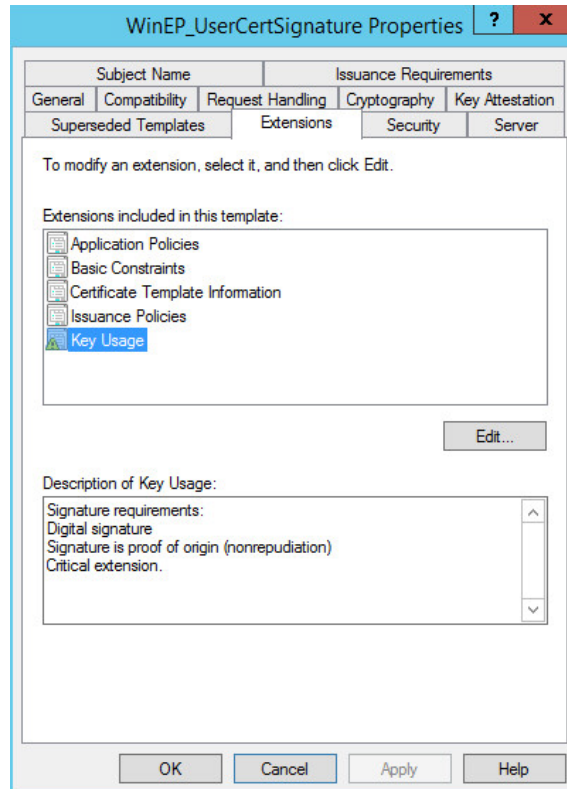 WinEP_UserCertSignature Properties
?
x
Subject Name
Issuance Requirements
General
Compatibility
Request Handling
Cryptography
Key Attestation
Superseded Templates
Extensions
Security
Server
To modify an extension, select it, and then click Edit.
Extensions included in this template:
Application Policies
Basic Constraints
Certificate Template Information
Issuance Policies
Key Usage
Edit...
Description of Key Usage:
Signature requirements:
Digital signature
Signature is proof of origin (nonrepudiation)
Critical extension.
OK
Cancel
Apply
Help